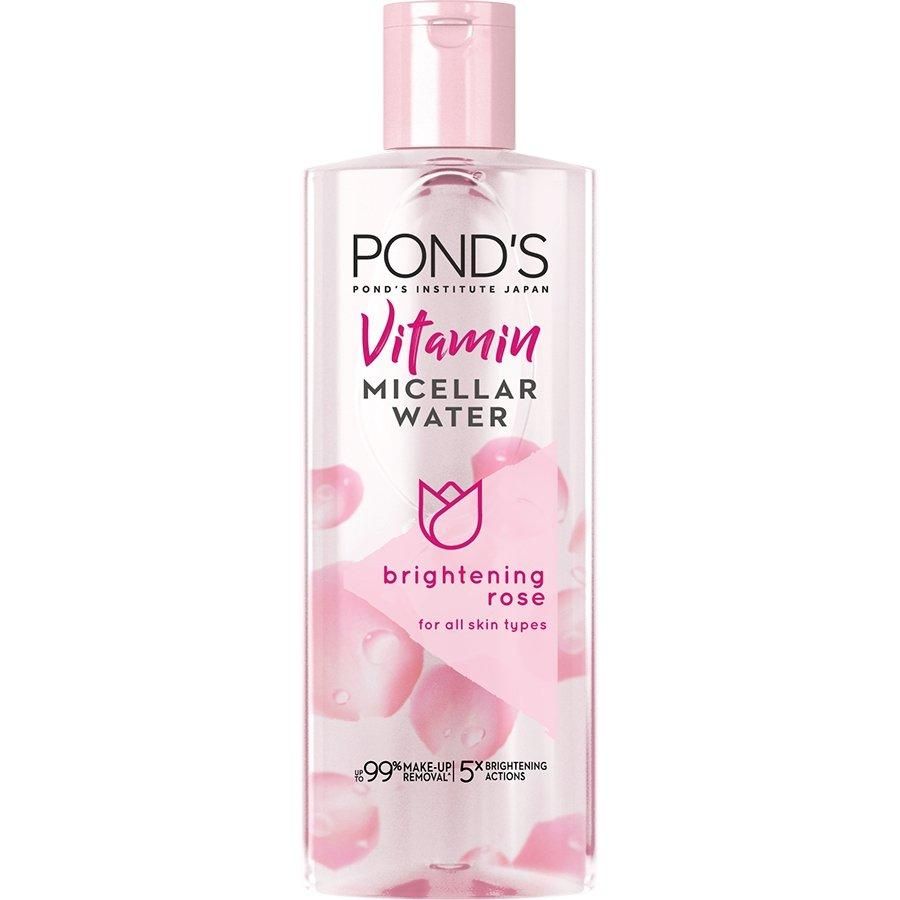 POND'S
POND'S INSTITUTE JAPAN
Vitamin
MICELLAR
WATER
brightening
rose
for all skin types
UP TO 99% MAKE-UP REMOVAL^ | 5X BRIGHTENING ACTIONS